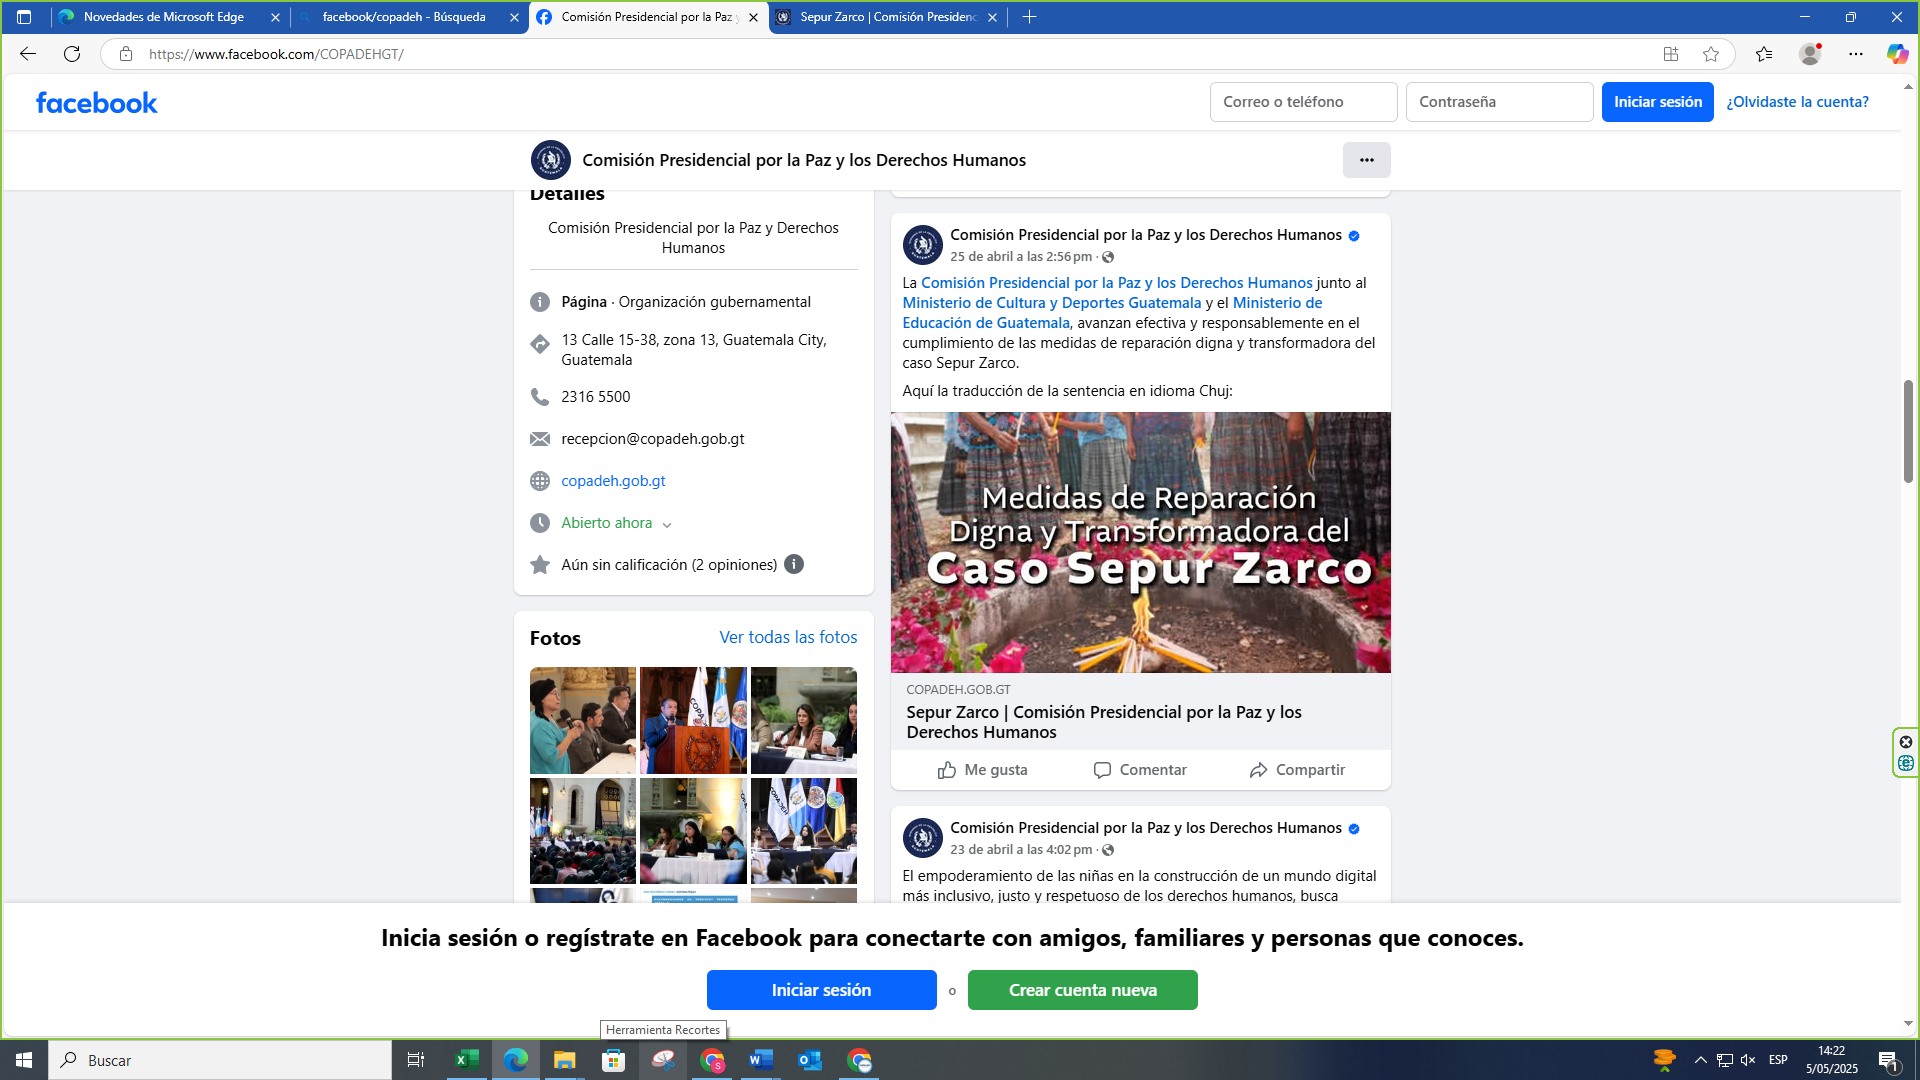 Novedades de Microsoft Edge
facebook/copadeh - Búsqueda
Comisión Presidencial por la Paz y
Sepur Zarco | Comisión Presidenc
https://www.facebook.com/COPADEHGT/
facebook
Correo o teléfono
Contraseña
Iniciar sesión
¿Olvidaste la cuenta?
Comisión Presidencial por la Paz y los Derechos Humanos
Detalles
Comisión Presidencial por la Paz y Derechos
Humanos
Página · Organización gubernamental
13 Calle 15-38, zona 13, Guatemala City,
Guatemala
2316 5500
recepcion@copadeh.gob.gt
copadeh.gob.gt
Abierto ahora
Aún sin calificación (2 opiniones)
Fotos
Ver todas las fotos
Comisión Presidencial por la Paz y los Derechos Humanos
25 de abril a las 2:56 pm ·
La Comisión Presidencial por la Paz y los Derechos Humanos junto al
Ministerio de Cultura y Deportes Guatemala y el Ministerio de
Educación de Guatemala, avanzan efectiva y responsablemente en el
cumplimiento de las medidas de reparación digna y transformadora del
caso Sepur Zarco.
Aquí la traducción de la sentencia en idioma Chuj:
Medidas de Reparación
Digna y Transformadora del
Caso Sepur Zarco
COPADEH.GOB.GT
Sepur Zarco | Comisión Presidencial por la Paz y los
Derechos Humanos
Me gusta
Comentar
Compartir
Comisión Presidencial por la Paz y los Derechos Humanos
23 de abril a las 4:02 pm ·
El empoderamiento de las niñas en la construcción de un mundo digital
más inclusivo, justo y respetuoso de los derechos humanos, busca
Inicia sesión o regístrate en Facebook para conectarte con amigos, familiares y personas que conoces.
Iniciar sesión
o
Crear cuenta nueva
Herramienta Recortes
Buscar
ESP
14:22
5/05/2025
1